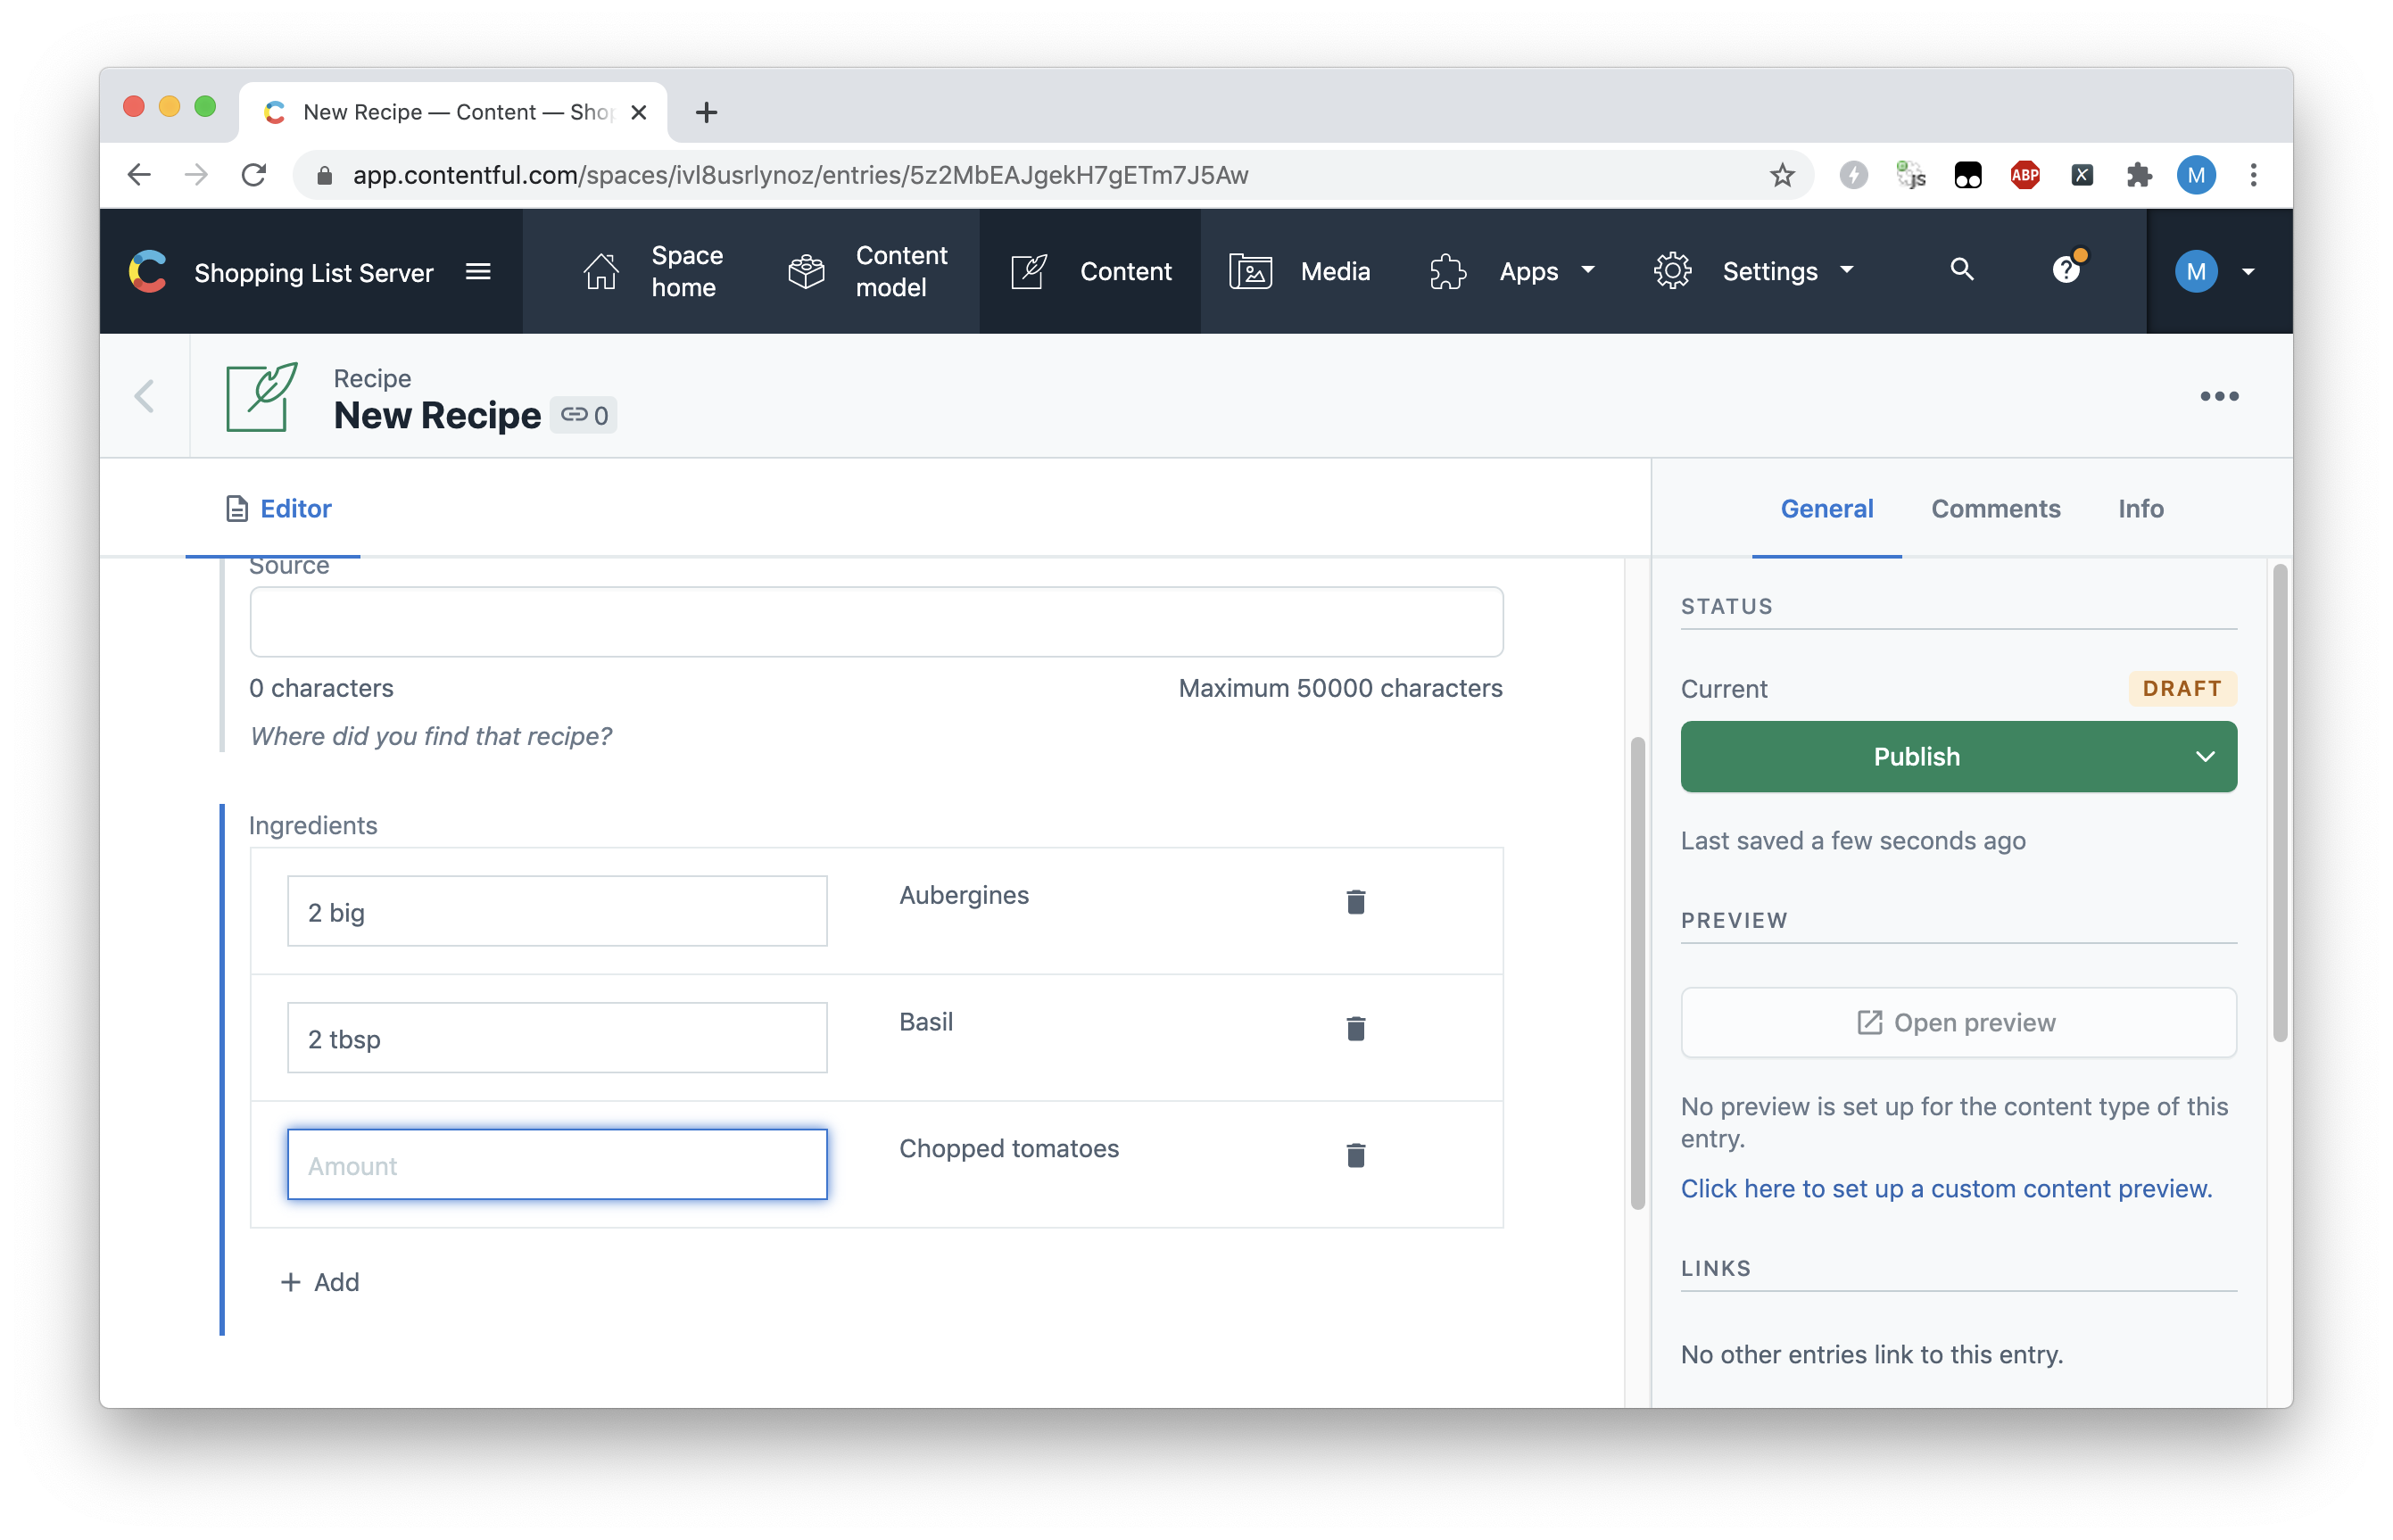 New Recipe — Content — Shop
app.contentful.com/spaces/ivl8usrlynoz/entries/5z2MbEAJgekH7gETm7J5Aw
JS
ABP
X
M
Shopping List Server
Space
home
Content
model
Content
Media
Apps
Settings
?
M
Recipe
New Recipe
0
Editor
General
Comments
Info
Source
0 characters
Maximum 50000 characters
Where did you find that recipe?
Ingredients
2 big
Aubergines
2 tbsp
Basil
Amount
Chopped tomatoes
+ Add
STATUS
Current
DRAFT
Publish
Last saved a few seconds ago
PREVIEW
Open preview
No preview is set up for the content type of this
entry.
Click here to set up a custom content preview.
LINKS
No other entries link to this entry.